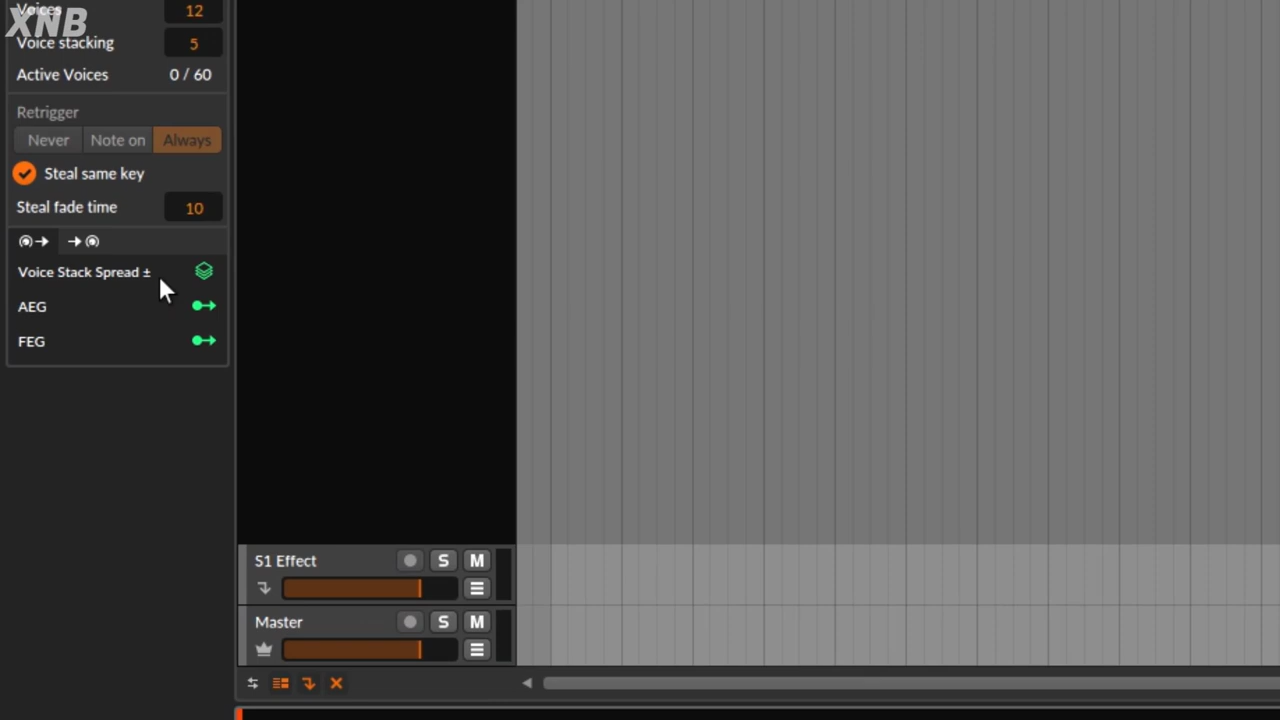 XNB
Voices 12
Voice stacking 5
Active Voices 0 / 60
Retrigger
Never Note on Always
Steal same key
Steal fade time 10
Voice Stack Spread ±
AEG
FEG
S1 Effect S M
Master S M